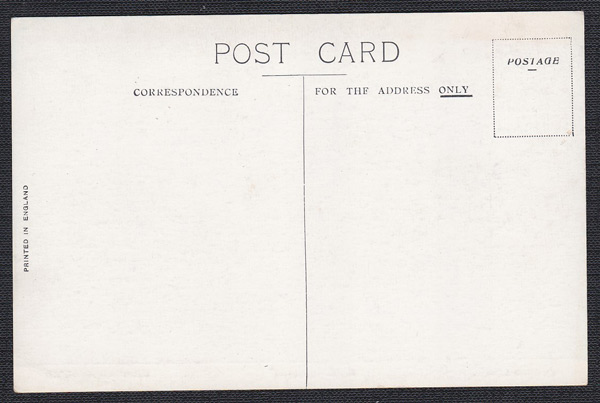 POST CARD
CORRESPONDENCE
FOR THE ADDRESS ONLY
POSTAGE
PRINTED IN ENGLAND